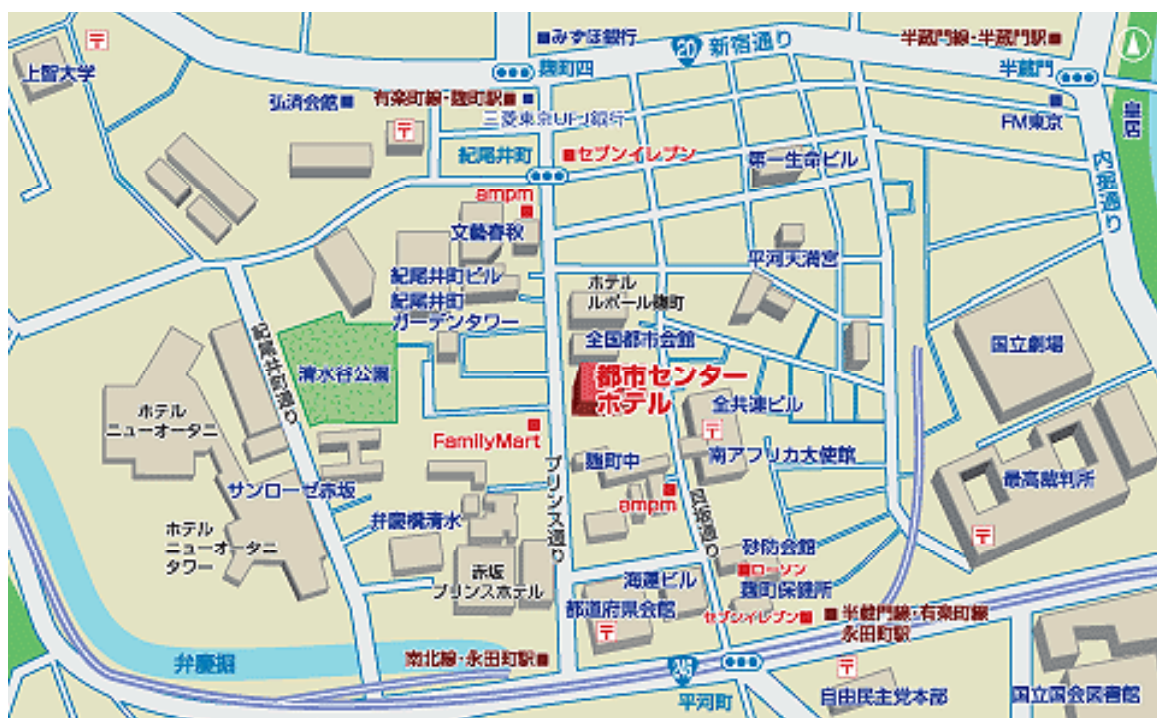 みずほ銀行
20
新宿通り
半蔵門線・半蔵門駅
上智大学
麹町四
半蔵門
弘済会館
有楽町線・麹町駅
三菱東京UFJ銀行
FM東京
皇居
紀尾井町
セブンイレブン
第一生命ビル
内堀通り
ampm
文藝春秋
平河天満宮
紀尾井町ビル
ホテル
ルポール麹町
紀尾井町
ガーデンタワー
全国都市会館
国立劇場
紀尾井町通り
清水谷公園
都市センター
ホテル
全共連ビル
ホテル
ニューオータニ
FamilyMart
麹町中
南アフリカ大使館
最高裁判所
サンローゼ赤坂
プリンス通り
ampm
弁慶橋清水
ホテル
ニューオータニ
タワー
砂防会館
ローソン
赤坂
プリンスホテル
海運ビル
麹町保健所
都道府県会館
セブンイレブン
半蔵門線・有楽町線
永田町駅
弁慶堀
南北線・永田町駅
246
平河町
自由民主党本部
国立国会図書館